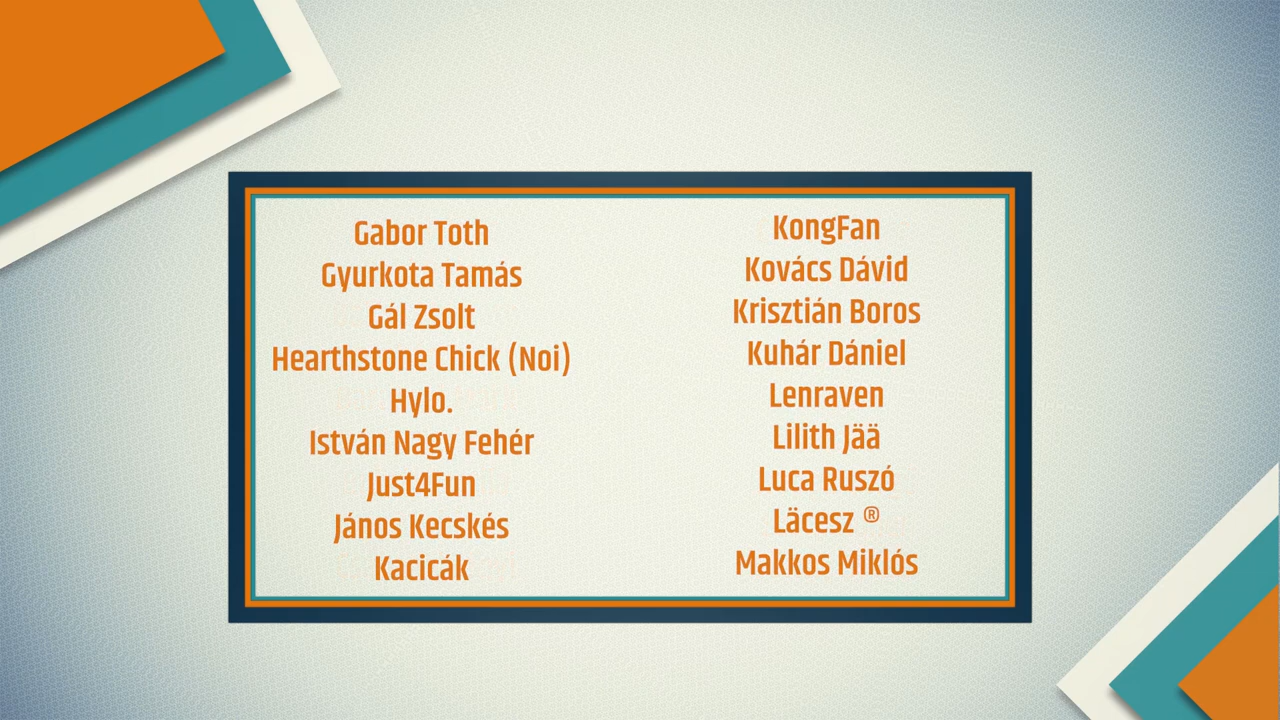 Gabor Toth
Gyurkota Tamás
Gál Zsolt
Hearthstone Chick (Noi)
Hylo.
István Nagy Fehér
Just4Fun
János Kecskés
Kacicák
KongFan
Kovács Dávid
Krisztián Boros
Kuhár Dániel
Lenraven
Lilith Jää
Luca Ruszó
Läcesz ®
Makkos Miklós